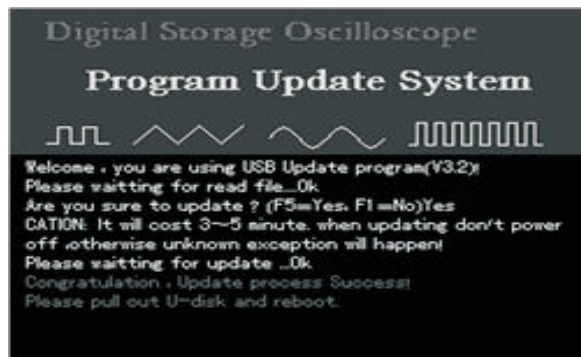 Digital Storage Oscilloscope
Program Update System
Welcome , you are using USB Update program(V3.2)!
Please waitting for read file...Ok
Are you sure to update ? (F5=Yes, F1=No)Yes
CATION: It will cost 3~5 minute, when updating don't power
off ,otherwise unknown exception will happen!
Please waitting for update ...Ok
Congratulation , Update process Success!
Please pull out U-disk and reboot.